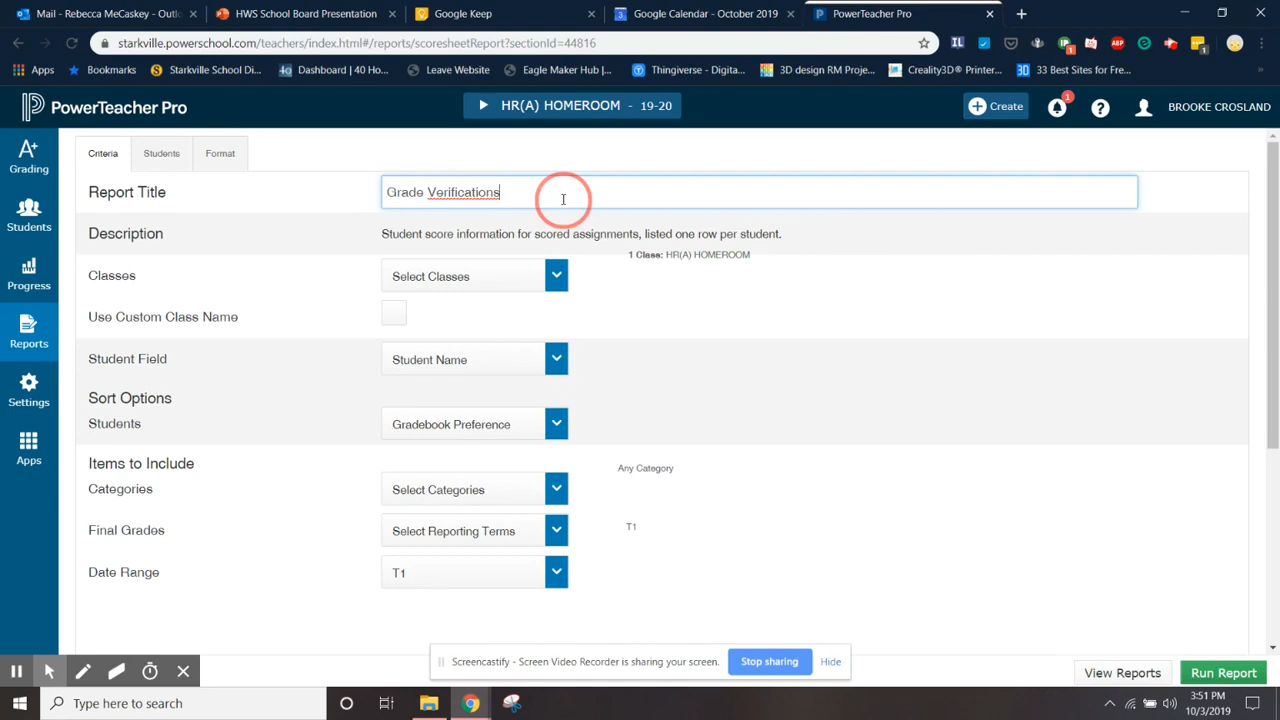 Mail - Rebecca McCaskey - Outlo
HWS School Board Presentation
Google Keep
Google Calendar - October 2019
PowerTeacher Pro
starkville.powerschool.com/teachers/index.html#/reports/scoresheetReport?sectionId=44816
Apps
Bookmarks
Starkville School Di...
Dashboard | 40 Ho...
Leave Website
Eagle Maker Hub |...
Thingiverse - Digita...
3D design RM Proje...
Creality3D® Printer...
33 Best Sites for Fre...
PowerTeacher Pro
HR(A) HOMEROOM - 19-20
Create
1
BROOKE CROSLAND
Grading
Students
Progress
Reports
Settings
Apps
Criteria
Students
Format
Report Title
Grade Verifications
Description
Student score information for scored assignments, listed one row per student.
Classes
Select Classes
1 Class: HR(A) HOMEROOM
Use Custom Class Name
Student Field
Student Name
Sort Options
Students
Gradebook Preference
Items to Include
Categories
Select Categories
Any Category
Final Grades
Select Reporting Terms
T1
Date Range
T1
Screencastify - Screen Video Recorder is sharing your screen.
Stop sharing
Hide
View Reports
Run Report
Type here to search
3:51 PM
10/3/2019